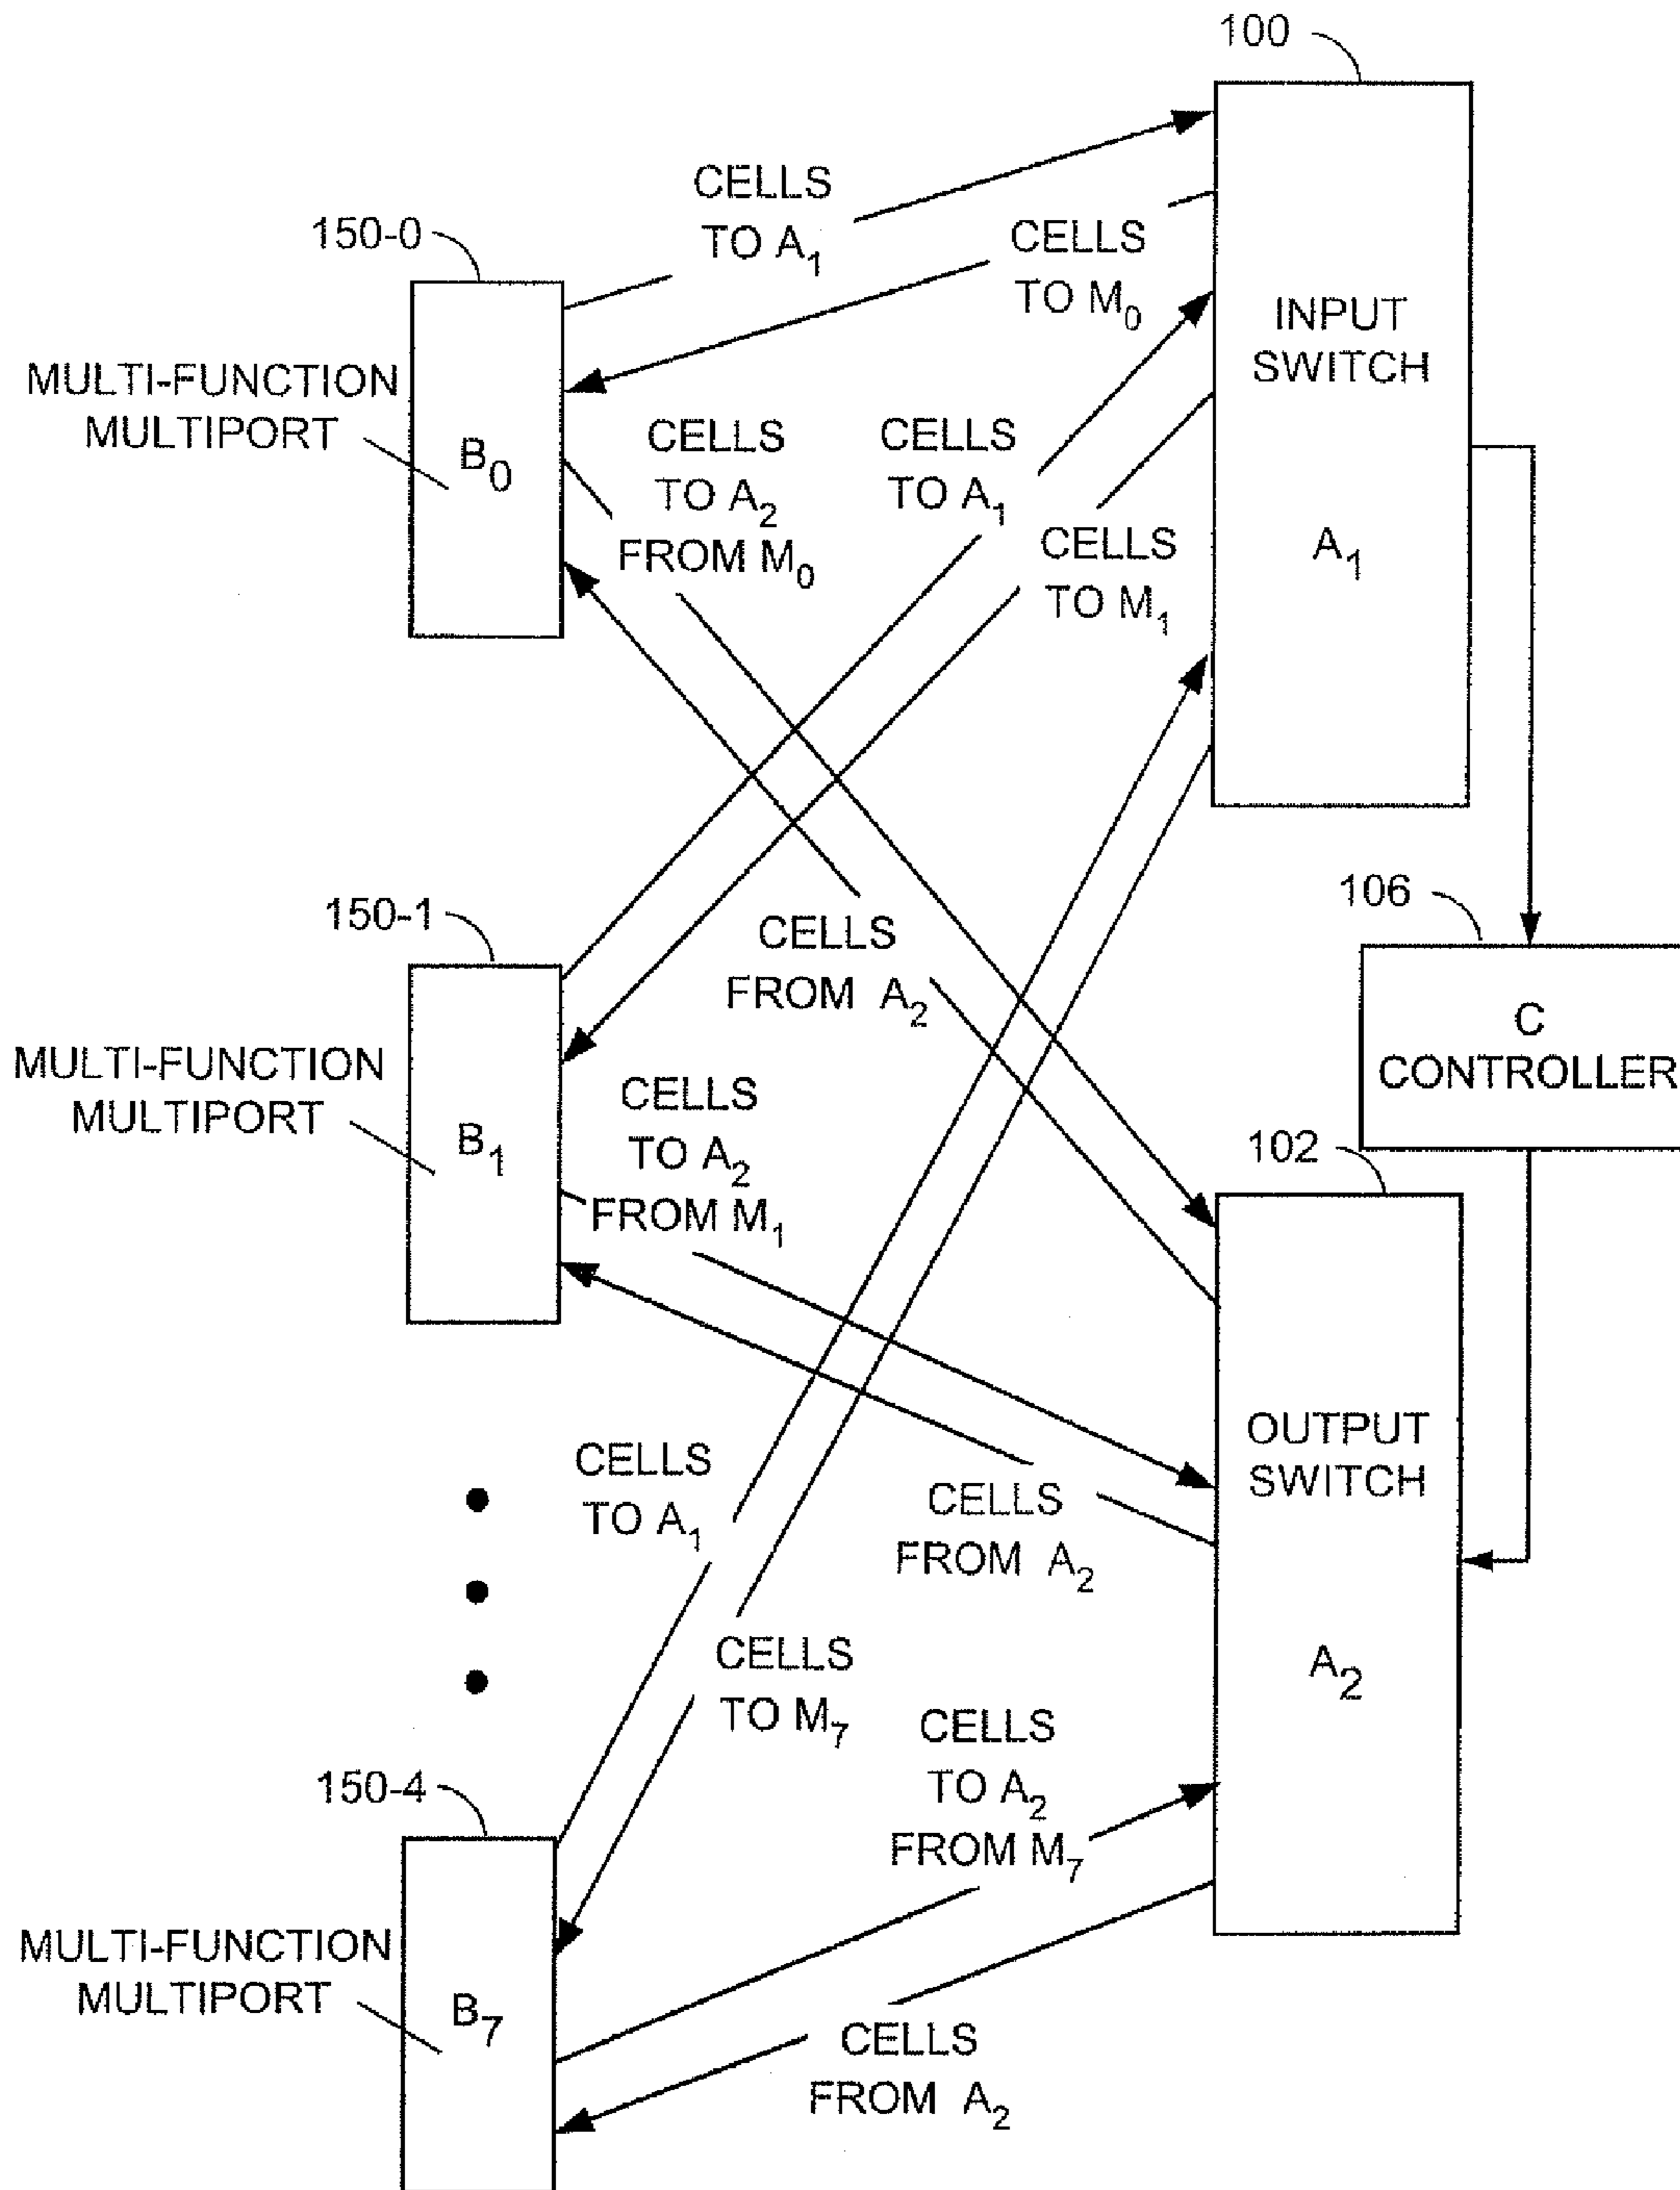 100
CELLS
TO A₁
150-0
CELLS
TO M₀
INPUT
SWITCH
A₁
MULTI-FUNCTION
MULTIPORT
B₀
CELLS
TO A₂
FROM M₀
CELLS
TO A₁
CELLS
TO M₁
106
150-1
CELLS
FROM A₂
C
CONTROLLER
MULTI-FUNCTION
MULTIPORT
B₁
CELLS
TO A₂
FROM M₁
102
OUTPUT
SWITCH
A₂
CELLS
TO A₁
CELLS
FROM A₂
CELLS
TO M₇
CELLS
TO A₂
FROM M₇
150-4
MULTI-FUNCTION
MULTIPORT
B₇
CELLS
FROM A₂